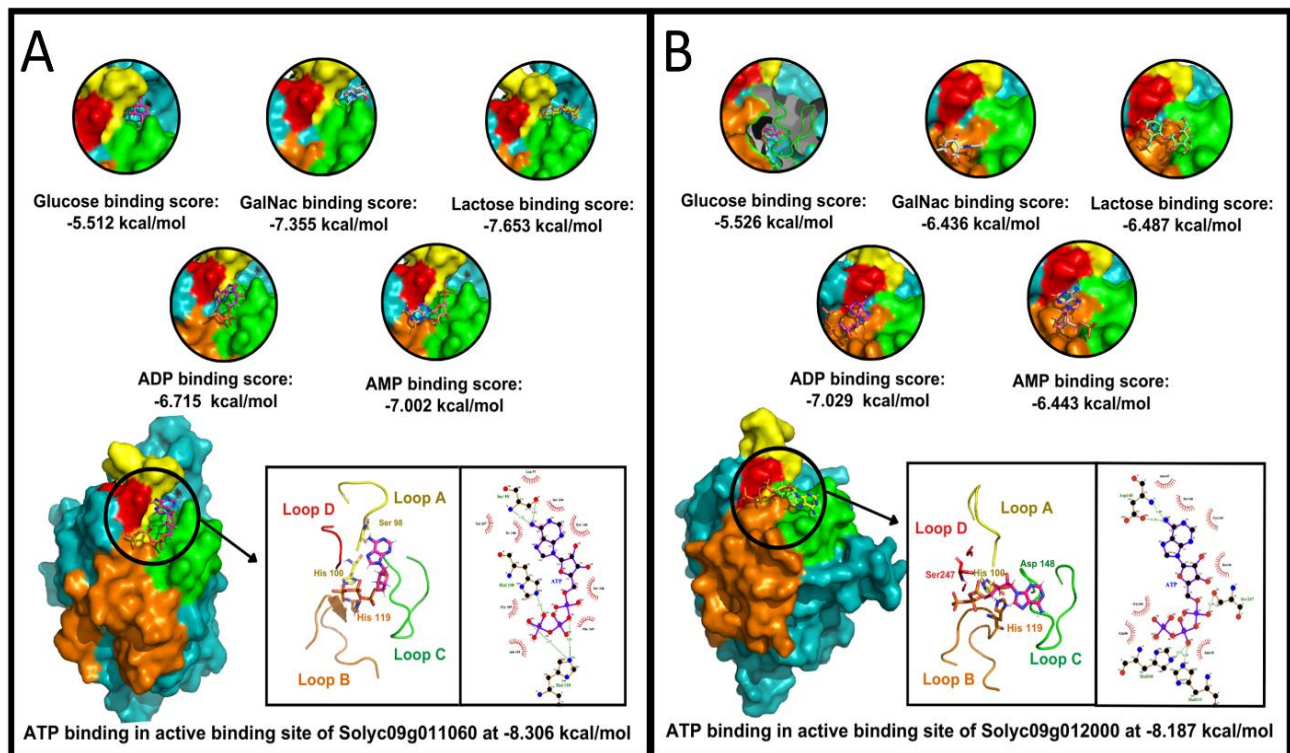 A
Glucose binding score:
-5.512 kcal/mol
GalNac binding score:
-7.355 kcal/mol
Lactose binding score:
-7.653 kcal/mol
ADP binding score:
-6.715 kcal/mol
AMP binding score:
-7.002 kcal/mol
Loop A
Loop D
Ser 98
His 100
His 119
Loop C
Loop B
ATP
ATP binding in active binding site of Solyc09g011060 at -8.306 kcal/mol
B
Glucose binding score:
-5.526 kcal/mol
GalNac binding score:
-6.436 kcal/mol
Lactose binding score:
-6.487 kcal/mol
ADP binding score:
-7.029 kcal/mol
AMP binding score:
-6.443 kcal/mol
Loop A
Loop D
Ser247
His 100
Asp 148
His 119
Loop C
Loop B
ATP
ATP binding in active binding site of Solyc09g012000 at -8.187 kcal/mol